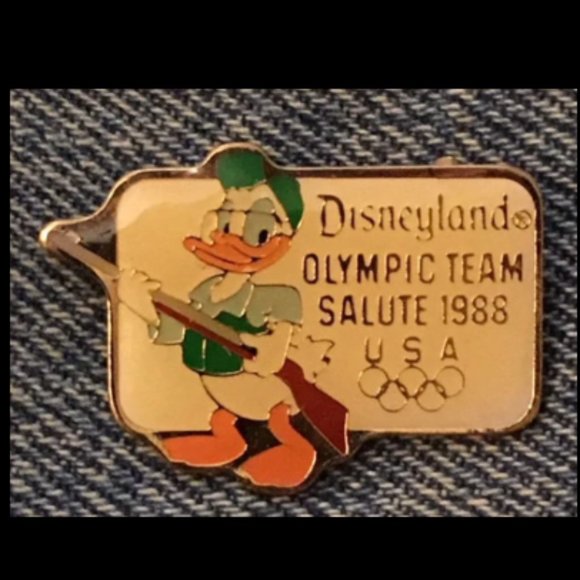 Disneyland®
OLYMPIC TEAM
SALUTE 1988
USA